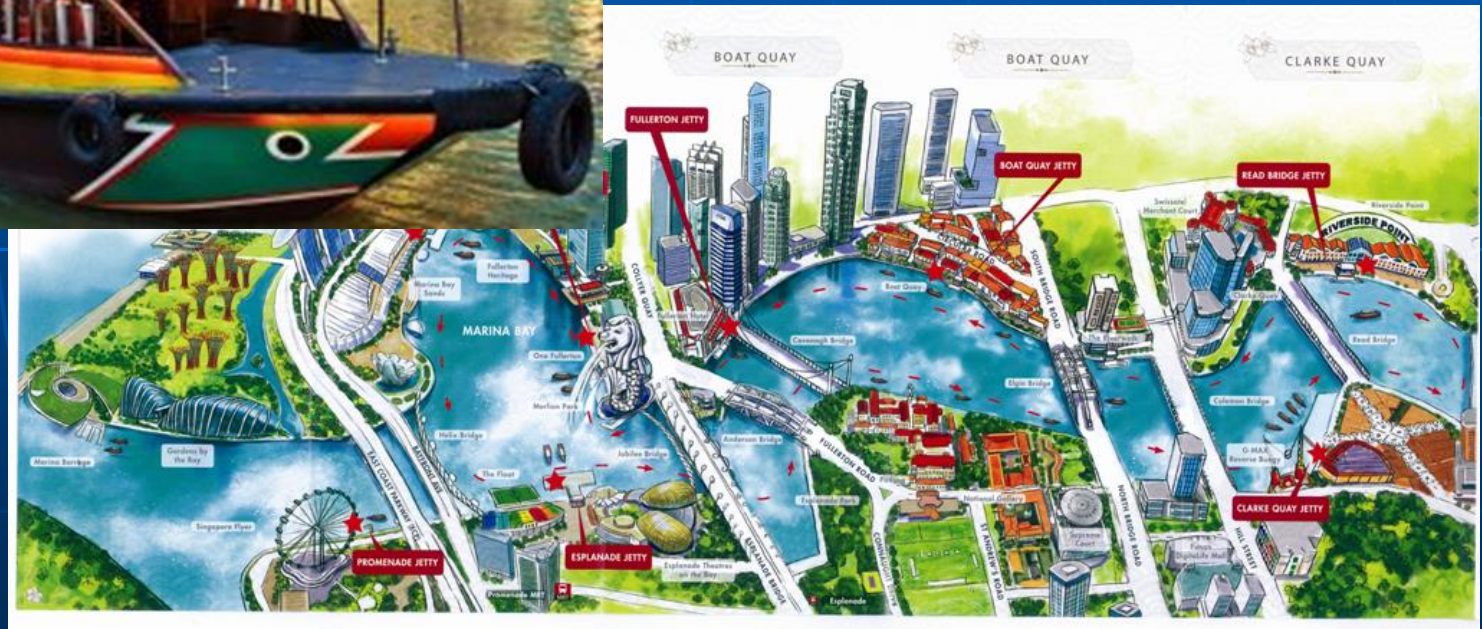 BOAT QUAY
BOAT QUAY
CLARKE QUAY
FULLERTON JETTY
BOAT QUAY JETTY
READ BRIDGE JETTY
Swissotel
Merchant Court
Riverside Point
RIVERSIDE POINT
Fullerton
Heritage
Marina Bay
Sands
COLLYER QUAY
ROAD
SOUTH BRIDGE ROAD
Boat Quay
Clarke Quay
MARINA BAY
Fullerton Hotel
One Fullerton
Cavenagh Bridge
The Riverwalk
Read Bridge
Merlion Park
Elgin Bridge
Coleman Bridge
Helix Bridge
Anderson Bridge
Jubilee Bridge
FULLERTON ROAD
G-MAX
Reverse Bungy
Marina Barrage
Gardens by
the Bay
EAST COAST PARKWAY (ECP)
BAYFRONT AVE
The Float
Esplanade Park
National Gallery
CLARKE QUAY JETTY
Singapore Flyer
PROMENADE JETTY
ESPLANADE JETTY
Esplanade Theatres
on the Bay
ESPLANADE BRIDGE
CONNAUGHT DRIVE
ST ANDREW'S ROAD
Supreme
Court
NORTH BRIDGE ROAD
Funan
DigitaLife Mall
HILL STREET
Promenade MRT
Esplanade